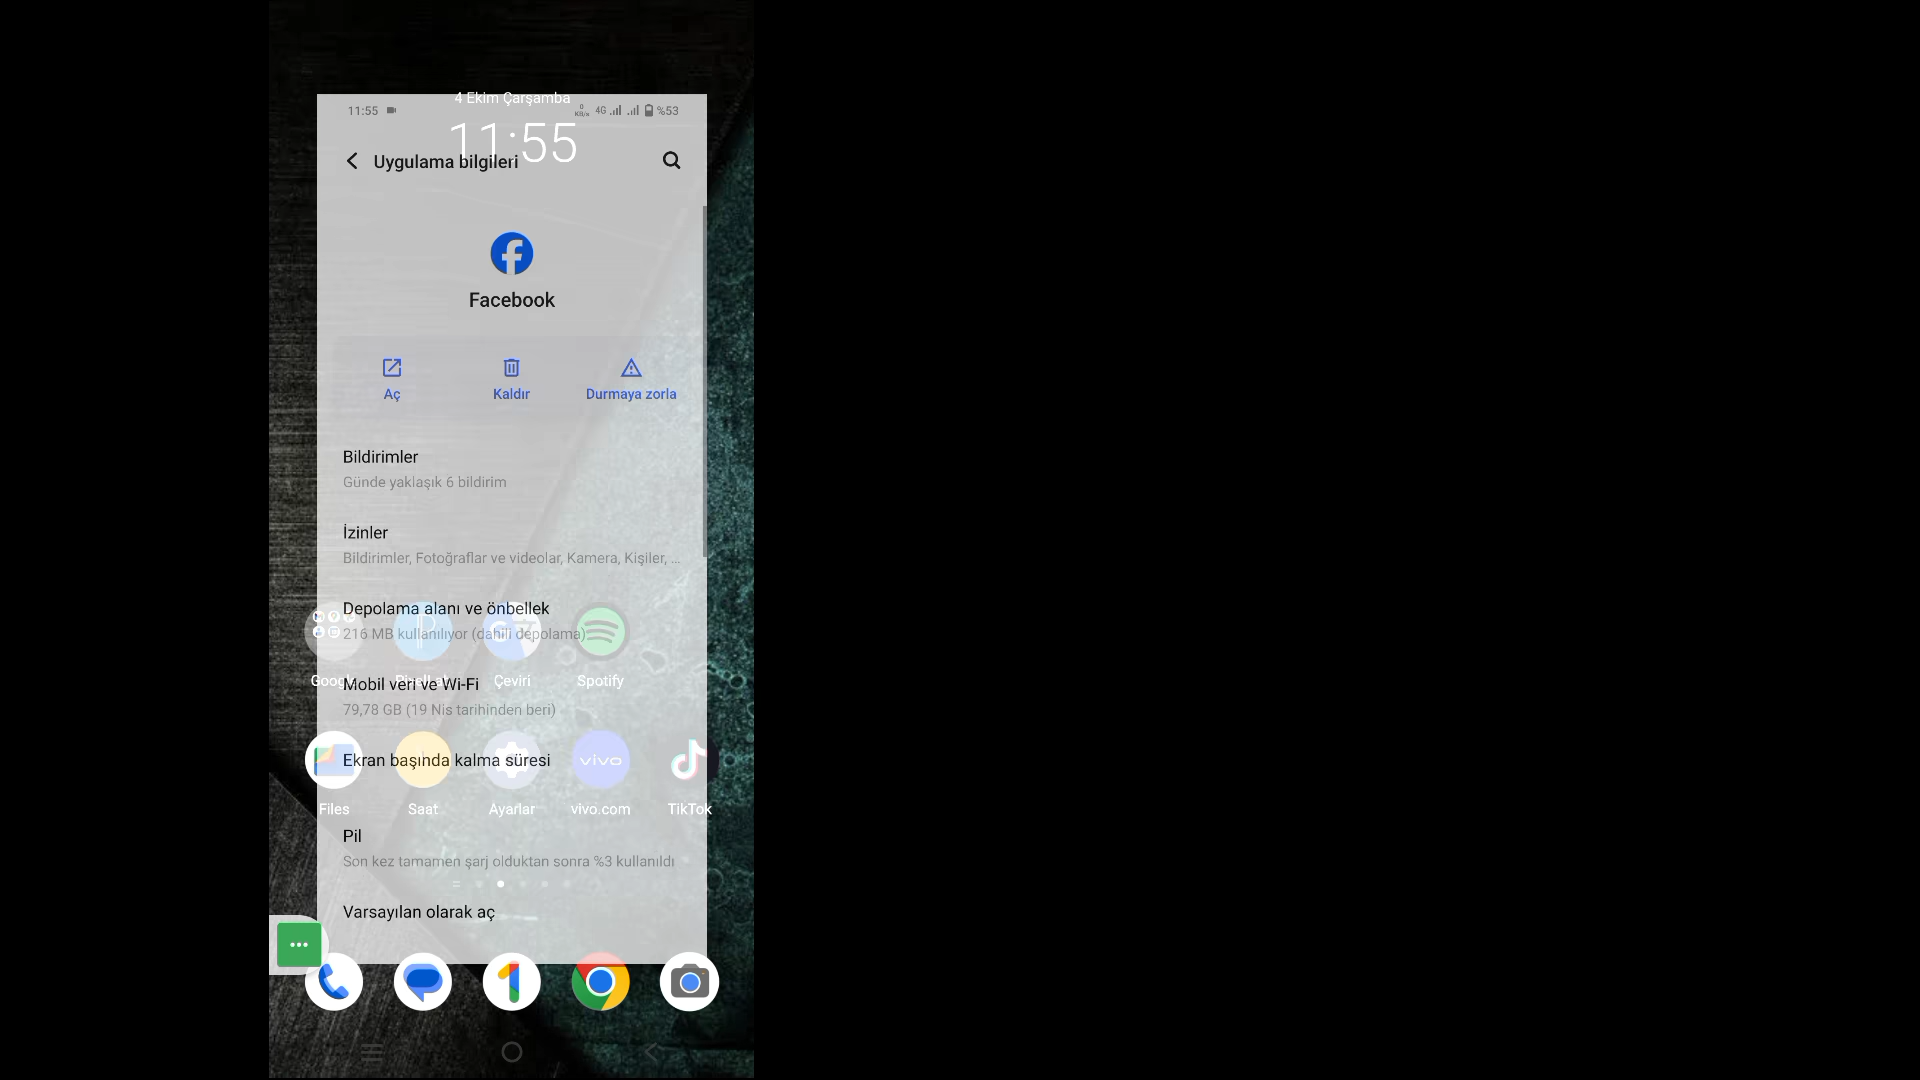 4 Ekim Çarşamba
11:55
0
KB/s
4G
%53
11:55
Uygulama bilgileri
Facebook
Aç
Kaldır
Durmaya zorla
Bildirimler
Günde yaklaşık 6 bildirim
İzinler
Bildirimler, Fotoğraflar ve videolar, Kamera, Kişiler, ...
Depolama alanı ve önbellek
216 MB kullanılıyor (dahili depolama)
Çeviri
Spotify
Mobil veri ve Wi-Fi
79,78 GB (19 Nis tarihinden beri)
vivo
Ekran başında kalma süresi
Files
Saat
Ayarlar
vivo.com
TikTok
Pil
Son kez tamamen şarj olduktan sonra %3 kullanıldı
Varsayılan olarak aç